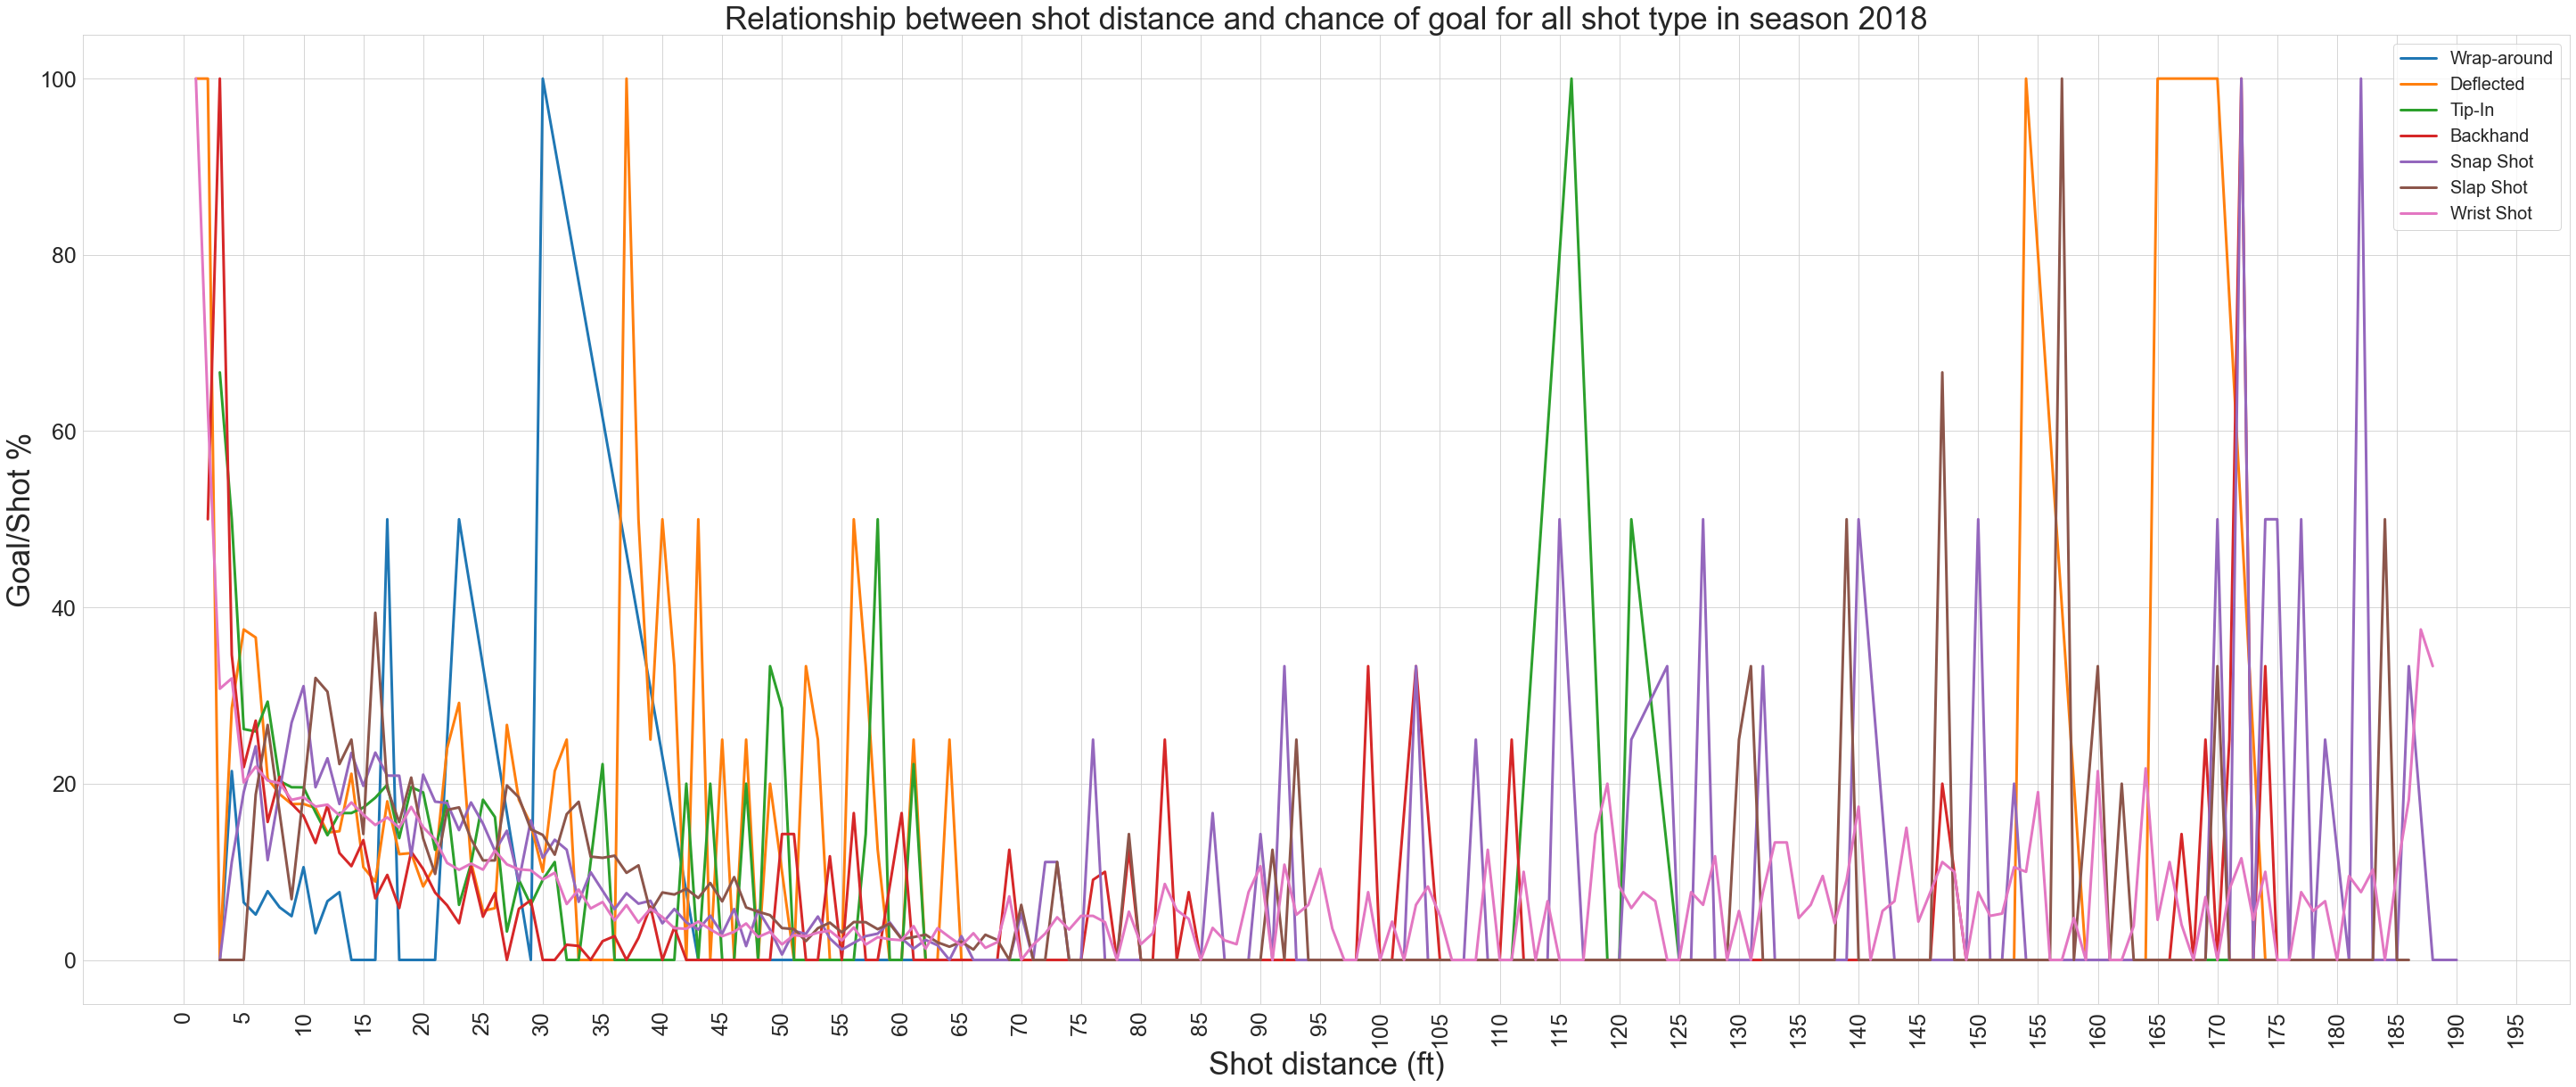 Relationship between shot distance and chance of goal for all shot type in season 2018
Wrap-around
Deflected
Tip-In
Backhand
Snap Shot
Slap Shot
Wrist Shot
Goal/Shot %
100
80
60
40
20
0
0 5 10 15 20 25 30 35 40 45 50 55 60 65 70 75 80 85 90 95 100 105 110 115 120 125 130 135 140 145 150 155 160 165 170 175 180 185 190 195
Shot distance (ft)